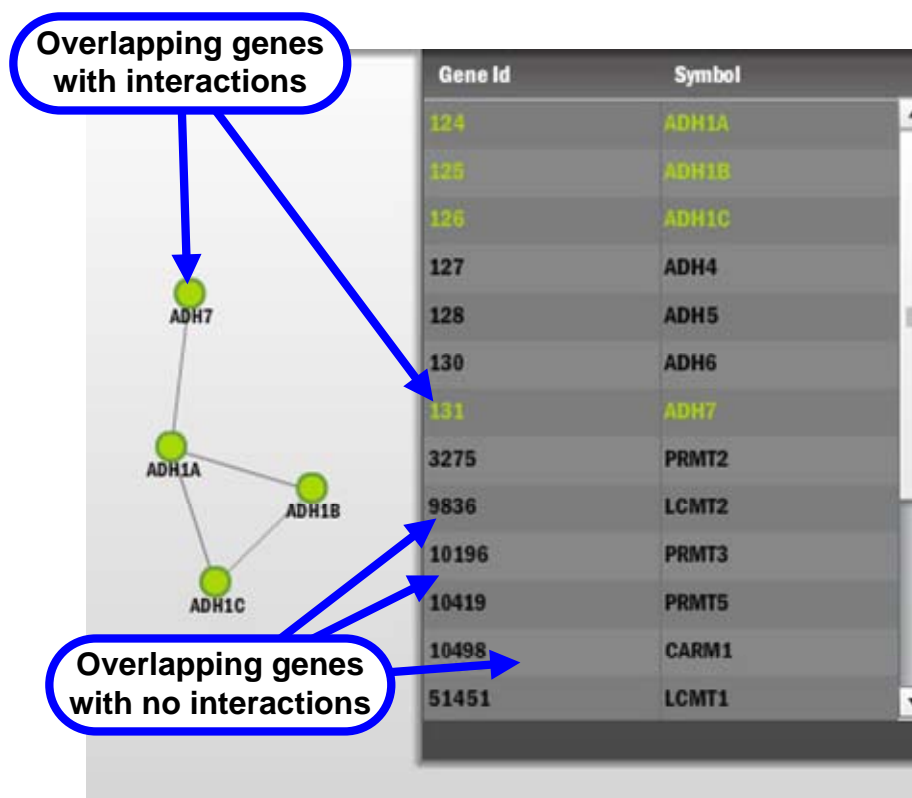 Overlapping genes
with interactions
Gene Id Symbol
124 ADH1A
125 ADH1B
126 ADH1C
127 ADH4
128 ADH5
130 ADH6
131 ADH7
3275 PRMT2
9836 LCMT2
10196 PRMT3
10419 PRMT5
10498 CARM1
51451 LCMT1
ADH7
ADH1A
ADH1B
ADH1C
Overlapping genes
with no interactions